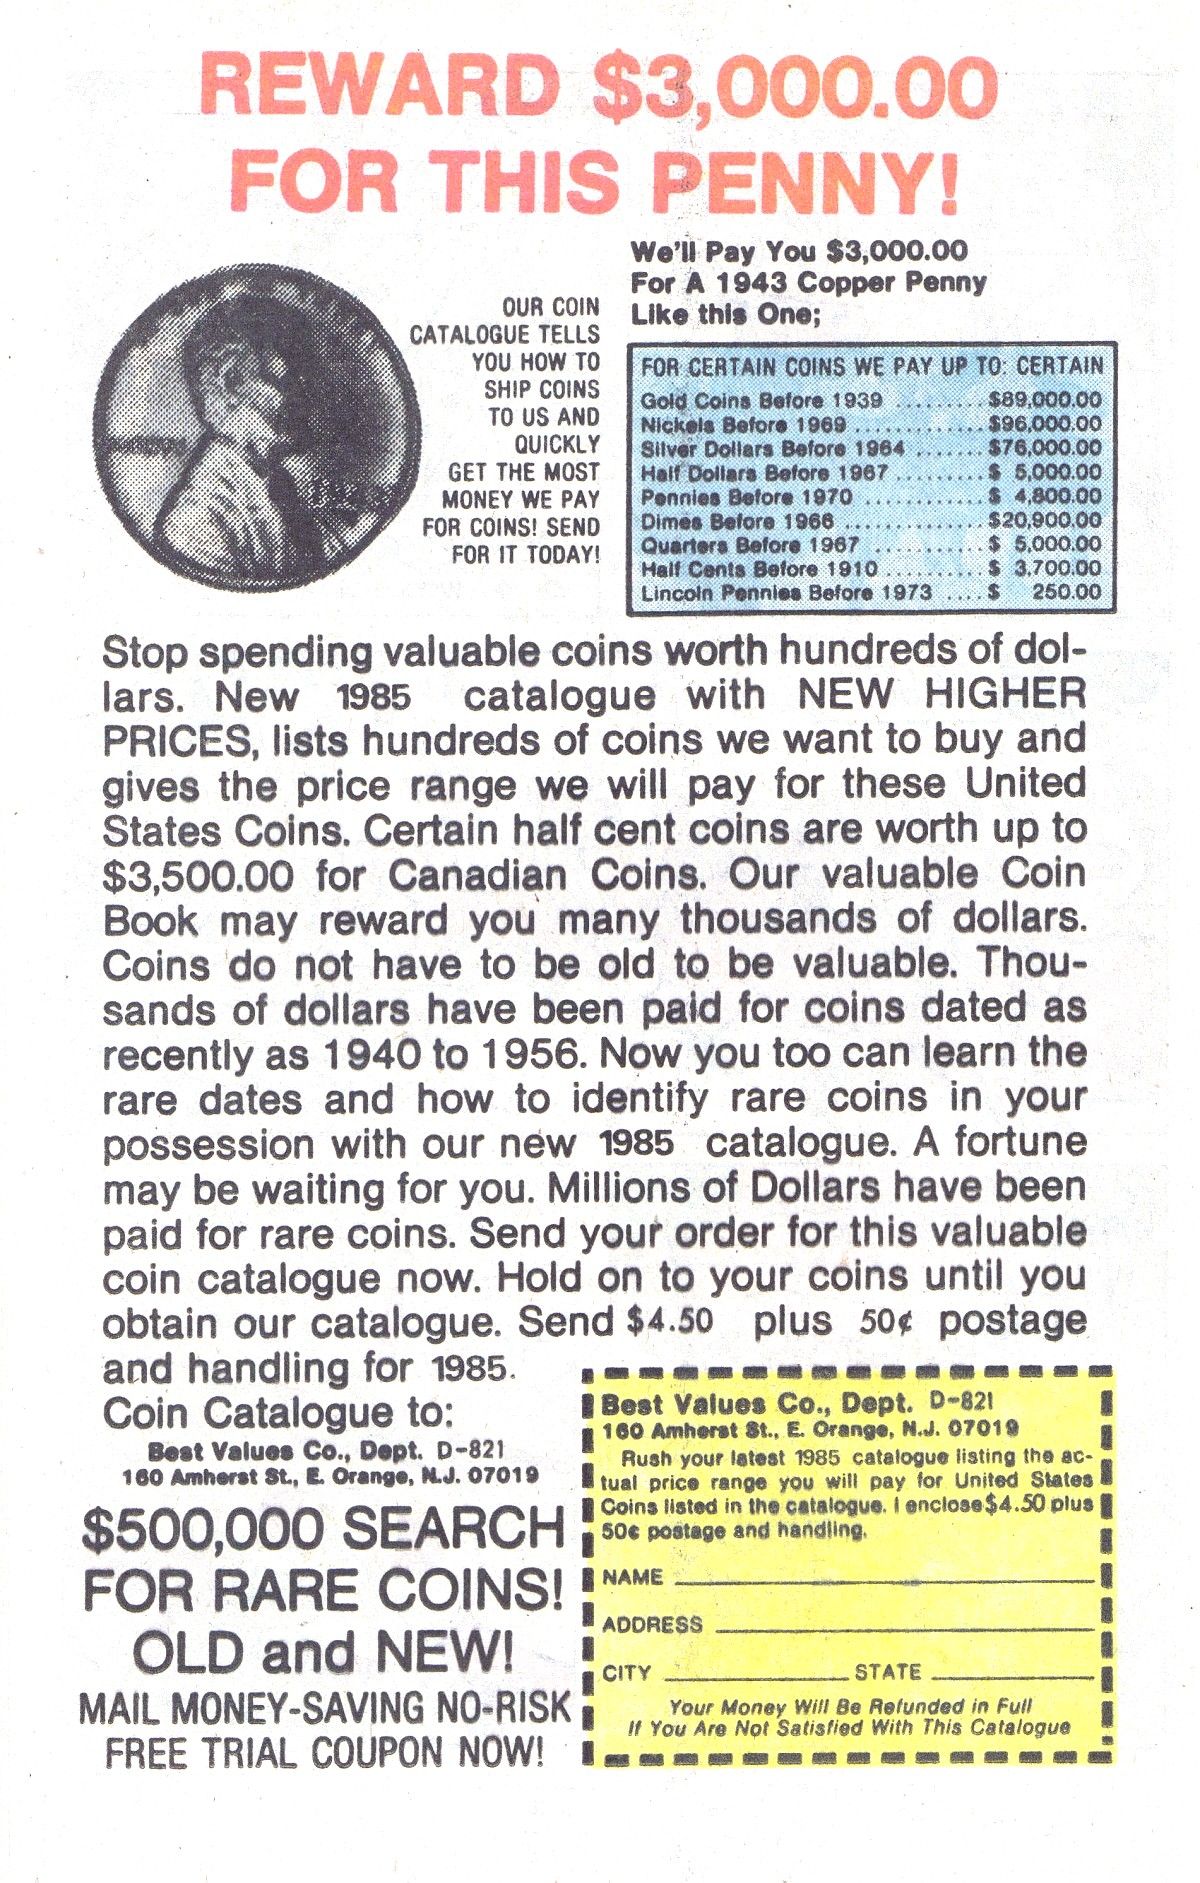 REWARD $3,000.00
FOR THIS PENNY!
We'll Pay You $3,000.00
For A 1943 Copper Penny
Like this One;
OUR COIN
CATALOGUE TELLS
YOU HOW TO
SHIP COINS
TO US AND
QUICKLY
GET THE MOST
MONEY WE PAY
FOR COINS! SEND
FOR IT TODAY!
FOR CERTAIN COINS WE PAY UP TO: CERTAIN
Gold Coins Before 1939 ......... $89,000.00
Nickels Before 1969 ............. $96,000.00
Silver Dollars Before 1964 ....... $76,000.00
Half Dollars Before 1967 ......... $ 5,000.00
Pennies Before 1970 ............ $ 4,800.00
Dimes Before 1966 .............. $20,900.00
Quarters Before 1967 .......... $ 5,000.00
Half Cents Before 1910 .......... $ 3,700.00
Lincoln Pennies Before 1973 .... $ 250.00
Stop spending valuable coins worth hundreds of dol-
lars. New 1985 catalogue with NEW HIGHER
PRICES, lists hundreds of coins we want to buy and
gives the price range we will pay for these United
States Coins. Certain half cent coins are worth up to
$3,500.00 for Canadian Coins. Our valuable Coin
Book may reward you many thousands of dollars.
Coins do not have to be old to be valuable. Thou-
sands of dollars have been paid for coins dated as
recently as 1940 to 1956. Now you too can learn the
rare dates and how to identify rare coins in your
possession with our new 1985 catalogue. A fortune
may be waiting for you. Millions of Dollars have been
paid for rare coins. Send your order for this valuable
coin catalogue now. Hold on to your coins until you
obtain our catalogue. Send $4.50 plus 50¢ postage
and handling for 1985.
Coin Catalogue to:
Best Values Co., Dept. D-821
160 Amherst St., E. Orange, N.J. 07019
$500,000 SEARCH
FOR RARE COINS!
OLD and NEW!
MAIL MONEY-SAVING NO-RISK
FREE TRIAL COUPON NOW!
Best Values Co., Dept. D-821
160 Amherst St., E. Orange, N.J. 07019
Rush your latest 1985 catalogue listing the ac-
tual price range you will pay for United States
Coins listed in the catalogue. I enclose $4.50 plus
50¢ postage and handling.
NAME
ADDRESS
CITY STATE
Your Money Will Be Refunded in Full
If You Are Not Satisfied With This Catalogue